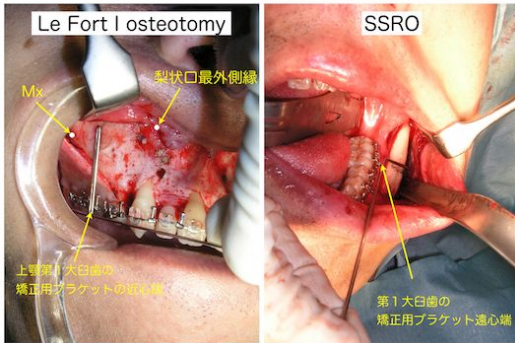 Le Fort I osteotomy
SSRO
梨状口最外側縁
Mx
上顎第1大臼歯の
矯正用ブラケットの近心端
第1大臼歯の
矯正用ブラケット遠心端